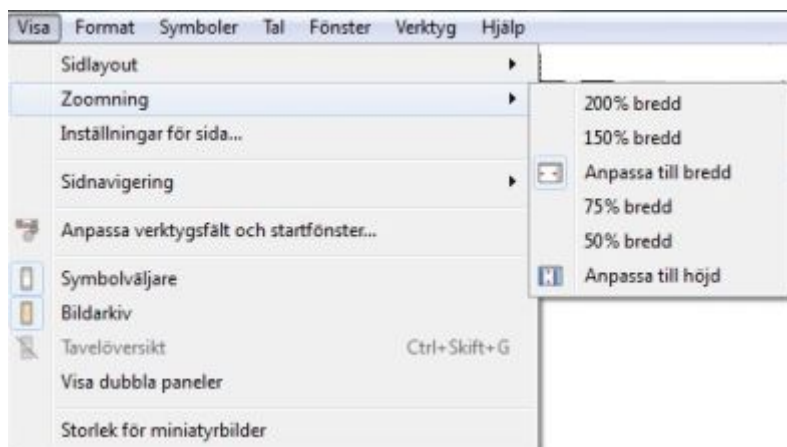 Visa Format Symboler Tal Fönster Verktyg Hjälp
Sidlayout
Zoomning
Inställningar för sida...
Sidnavigering
Anpassa verktygsfält och startfönster...
Symbolväljare
Bildarkiv
Tavelöversikt Ctrl+Skift+G
Visa dubbla paneler
Storlek för miniatyrbilder
200% bredd
150% bredd
Anpassa till bredd
75% bredd
50% bredd
Anpassa till höjd